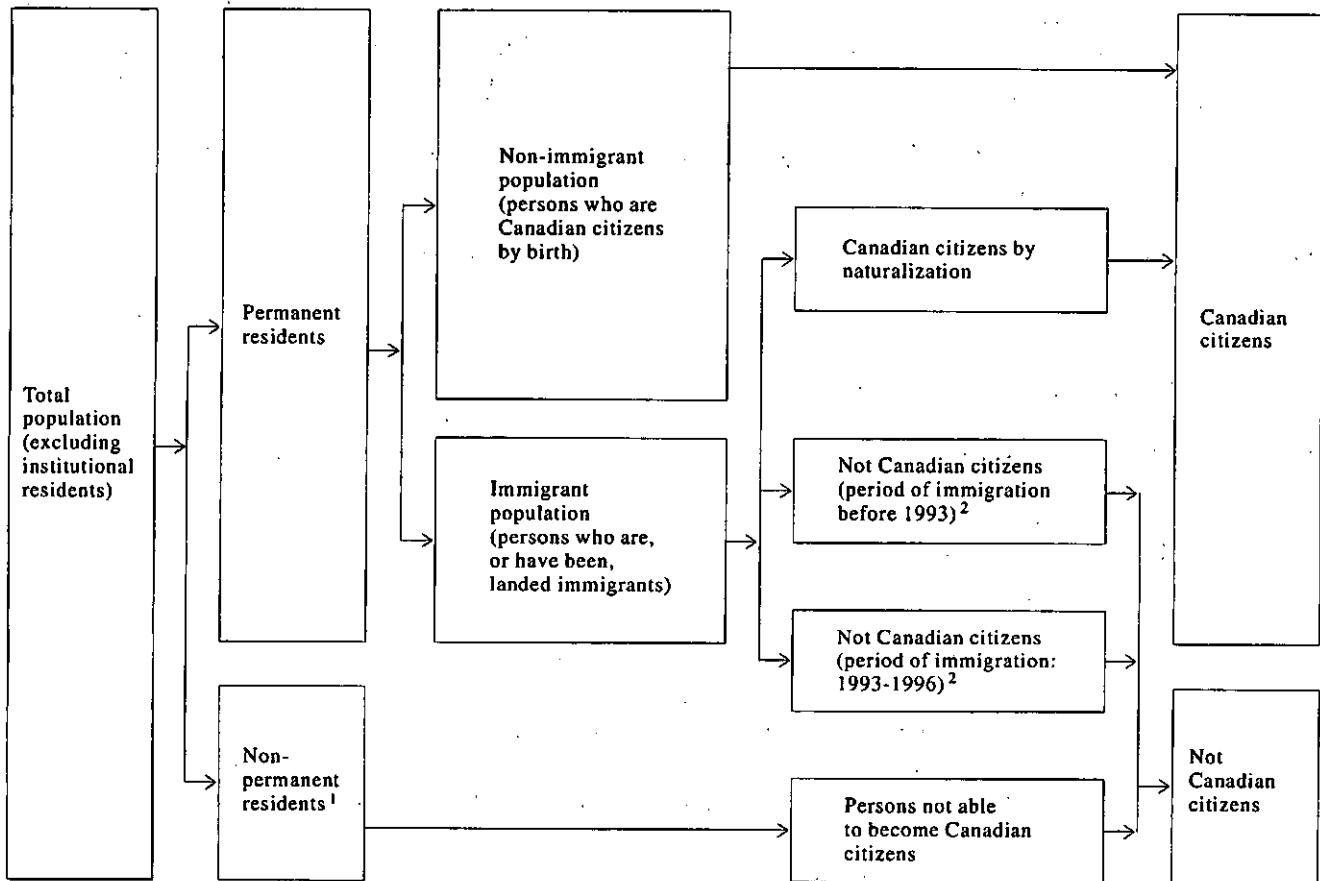 Total
population
(excluding
institutional
residents)
Permanent
residents
Non-
permanent
residents 1
Non-immigrant
population
(persons who are
Canadian citizens
by birth)
Immigrant
population
(persons who are,
or have been,
landed immigrants)
Canadian citizens by
naturalization
Not Canadian citizens
(period of immigration
before 1993) 2
Not Canadian citizens
(period of immigration:
1993-1996) 2
Persons not able
to become Canadian
citizens
Canadian
citizens
Not
Canadian
citizens